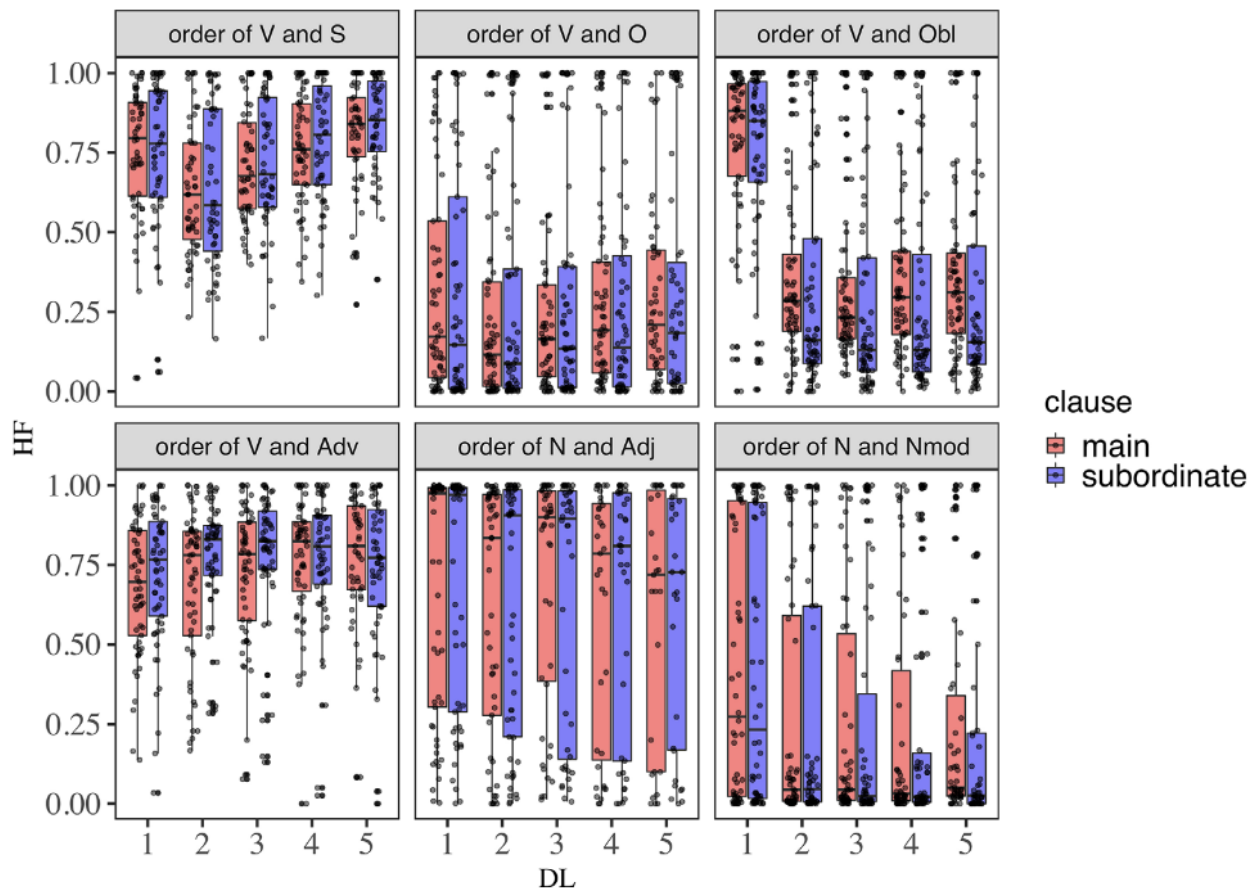 order of V and S order of V and O order of V and Obl
1.00
0.75
0.50
0.25
0.00
HF
order of V and Adv order of N and Adj order of N and Nmod
1.00
0.75
0.50
0.25
0.00
1 2 3 4 5 1 2 3 4 5 1 2 3 4 5
DL
clause
main
subordinate